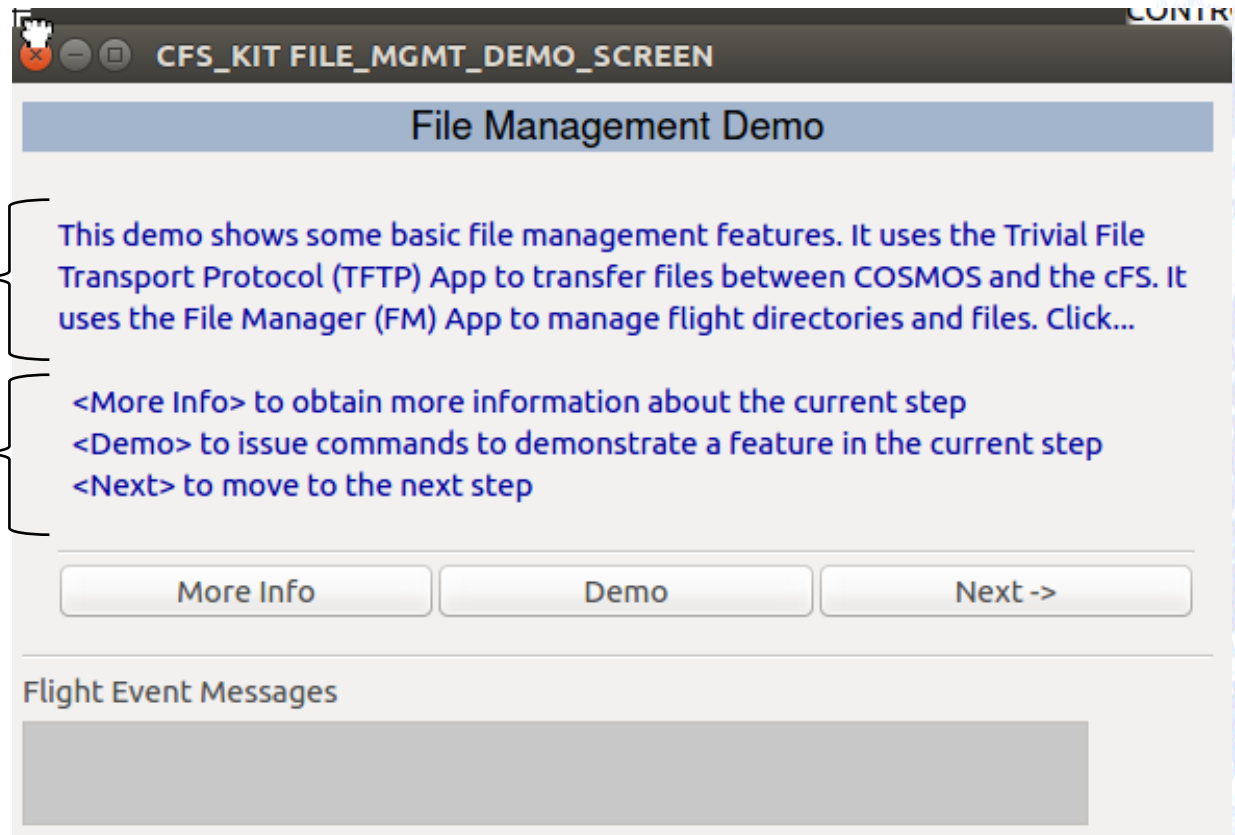 CONTR
CFS_KIT FILE_MGMT_DEMO_SCREEN
File Management Demo
This demo shows some basic file management features. It uses the Trivial File
Transport Protocol (TFTP) App to transfer files between COSMOS and the cFS. It
uses the File Manager (FM) App to manage flight directories and files. Click...
<More Info> to obtain more information about the current step
<Demo> to issue commands to demonstrate a feature in the current step
<Next> to move to the next step
More Info Demo Next ->
Flight Event Messages